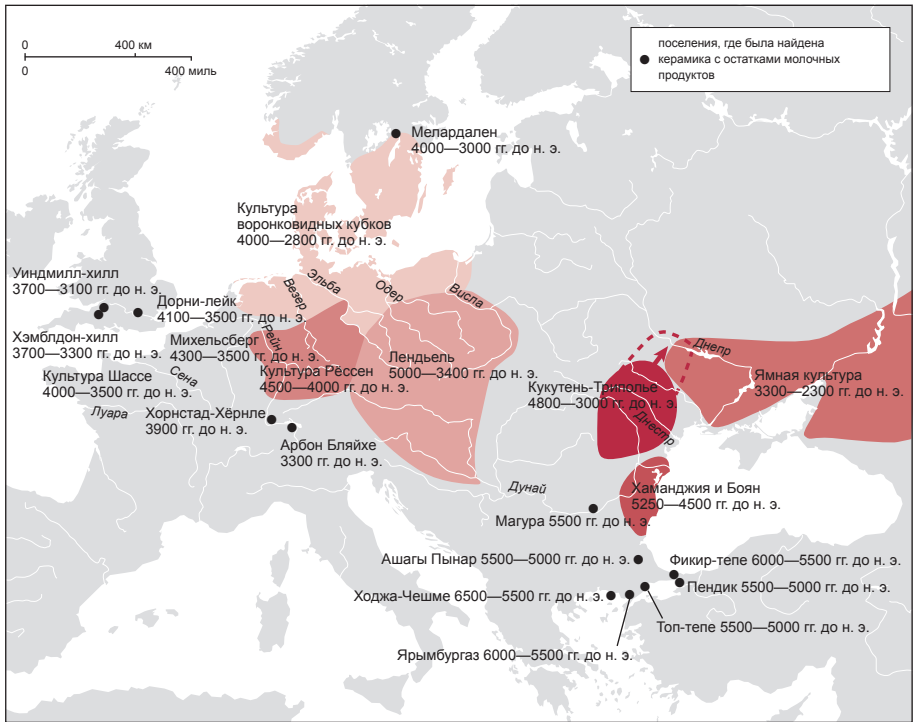 0 400 км
0 400 миль
поселения, где была найдена
керамика с остатками молочных
продуктов
Мелардален
4000—3000 гг. до н. э.
Культура
воронковидных кубков
4000—2800 гг. до н. э.
Уиндмилл-хилл
3700—3100 гг. до н. э.
Дорни-лейк
4100—3500 гг. до н. э.
Хэмблдон-хилл
3700—3300 гг. до н. э.
Везер
Эльба
Одер
Висла
Рейн
Михельсберг
4300—3500 гг. до н. э.
Культура Рёссен
4500—4000 гг. до н. э.
Лендьель
5000—3400 гг. до н. э.
Культура Шассе
4000—3500 гг. до н. э.
Сена
Луара
Хорнстад-Хёрнле
3900 гг. до н. э.
Арбон Бляйхе
3300 гг. до н. э.
Кукутень-Триполье
4800—3000 гг. до н. э.
Днепр
Днестр
Ямная культура
3300—2300 гг. до н. э.
Дунай
Хаманджия и Боян
5250—4500 гг. до н. э.
Магура 5500 гг. до н. э.
Ашагы Пынар 5500—5000 гг. до н. э.
Фикир-тепе 6000—5500 гг. до н. э.
Пендик 5500—5000 гг. до н. э.
Ходжа-Чешме 6500—5500 гг. до н. э.
Топ-тепе 5500—5000 гг. до н. э.
Ярымбургаз 6000—5500 гг. до н. э.